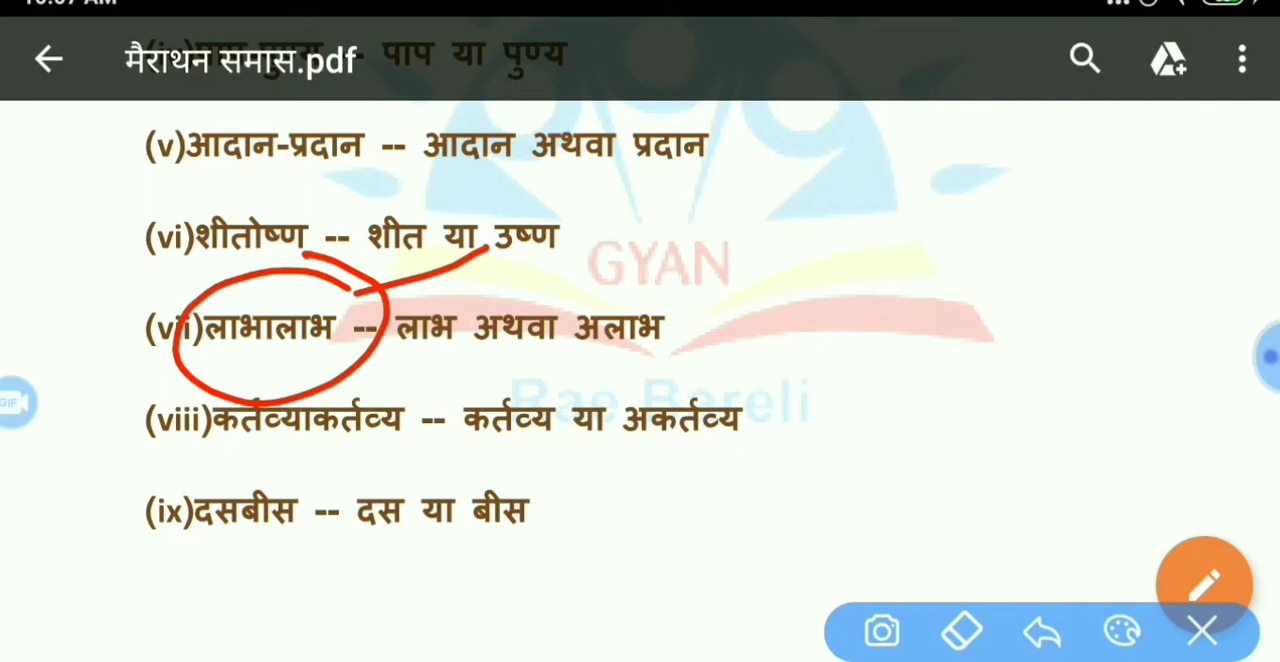 मैराथन समास.pdf
पाप या पुण्य
(v)आदान-प्रदान -- आदान अथवा प्रदान
(vi)शीतोष्ण -- शीत या उष्ण
GYAN
(vii)लाभालाभ -- लाभ अथवा अलाभ
Rae Bareli
(viii)कर्तव्याकर्तव्य -- कर्तव्य या अकर्तव्य
(ix)दसबीस -- दस या बीस
GIF